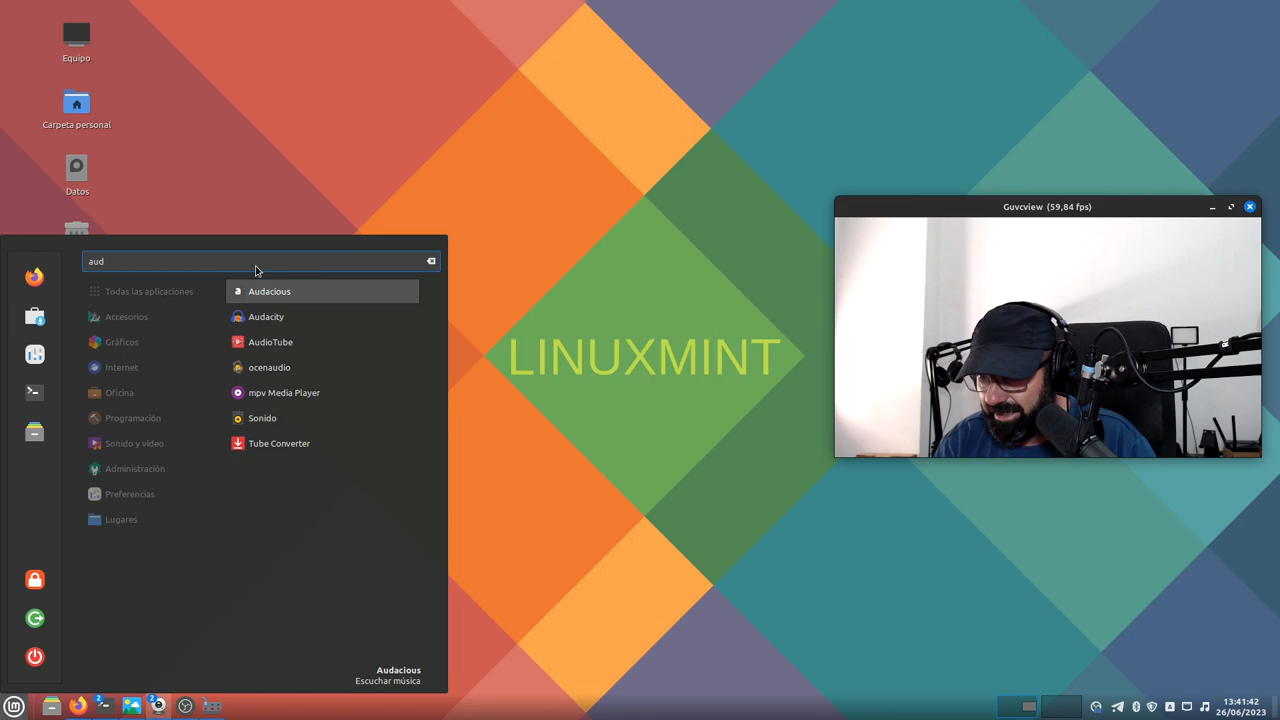 Equipo
Carpeta personal
Datos
aud
Todas las aplicaciones
Accesorios
Gráficos
Internet
Oficina
Programación
Sonido y vídeo
Administración
Preferencias
Lugares
a Audacious
Audacity
AudioTube
ocenaudio
mpv Media Player
Sonido
Tube Converter
Audacious
Escuchar música
LINUXMINT
Guvcview (59,84 fps)
2
2
13:41:42
26/06/2023